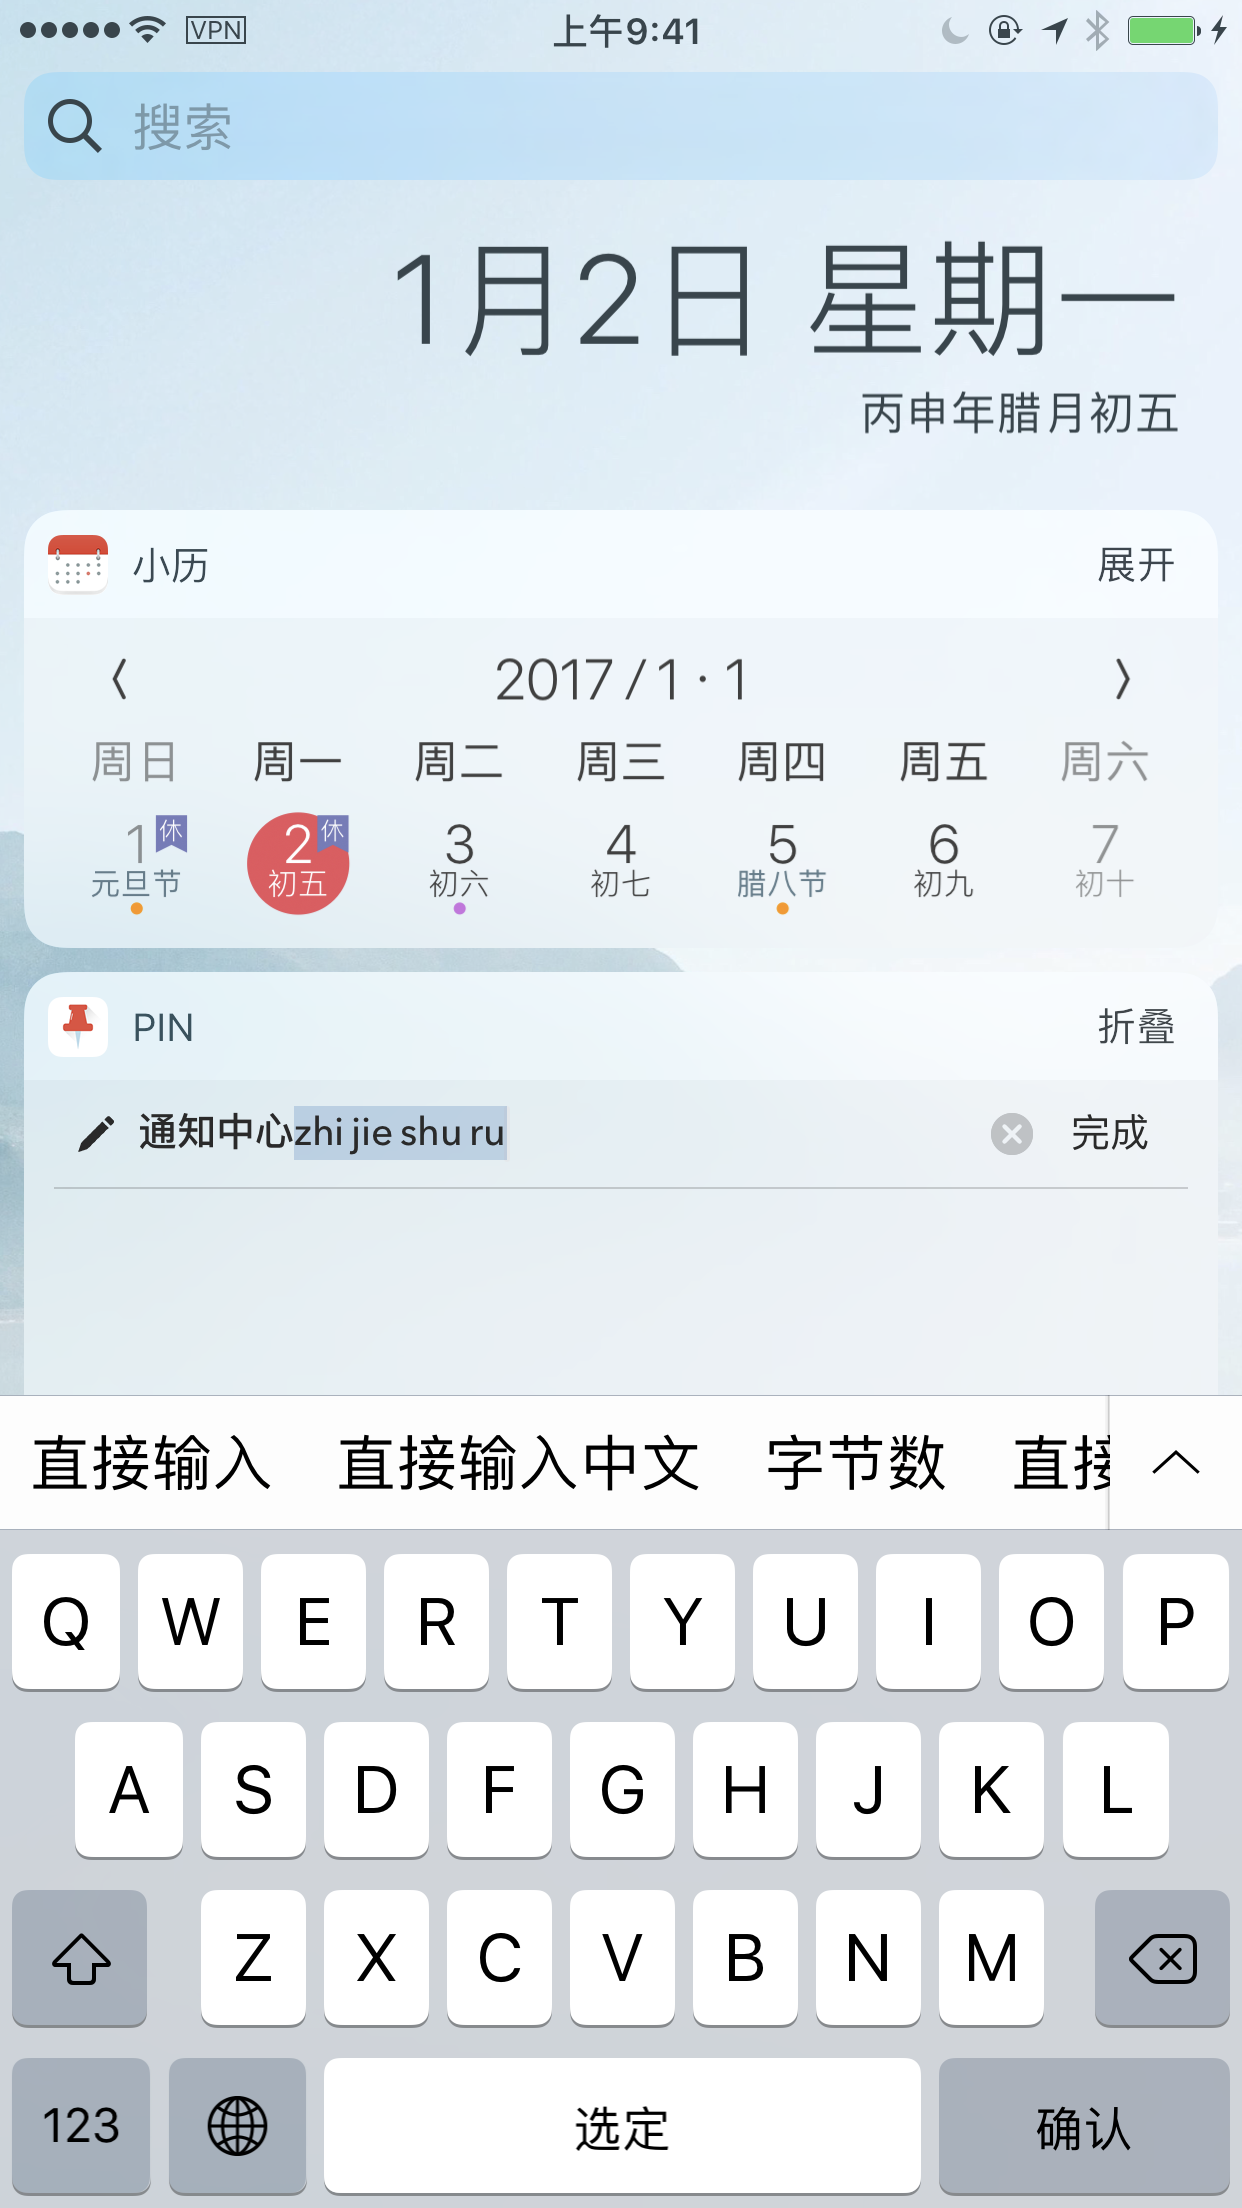 VPN 上午9:41
搜索
1月2日 星期一
丙申年腊月初五
小历 展开
2017 / 1 · 1
周日 周一 周二 周三 周四 周五 周六
1 休 2 休 3 4 5 6 7
元旦节 初五 初六 初七 腊八节 初九 初十
PIN 折叠
通知中心zhi jie shu ru 完成
直接输入 直接输入中文 字节数 直接
Q W E R T Y U I O P
A S D F G H J K L
Z X C V B N M
123 选定 确认